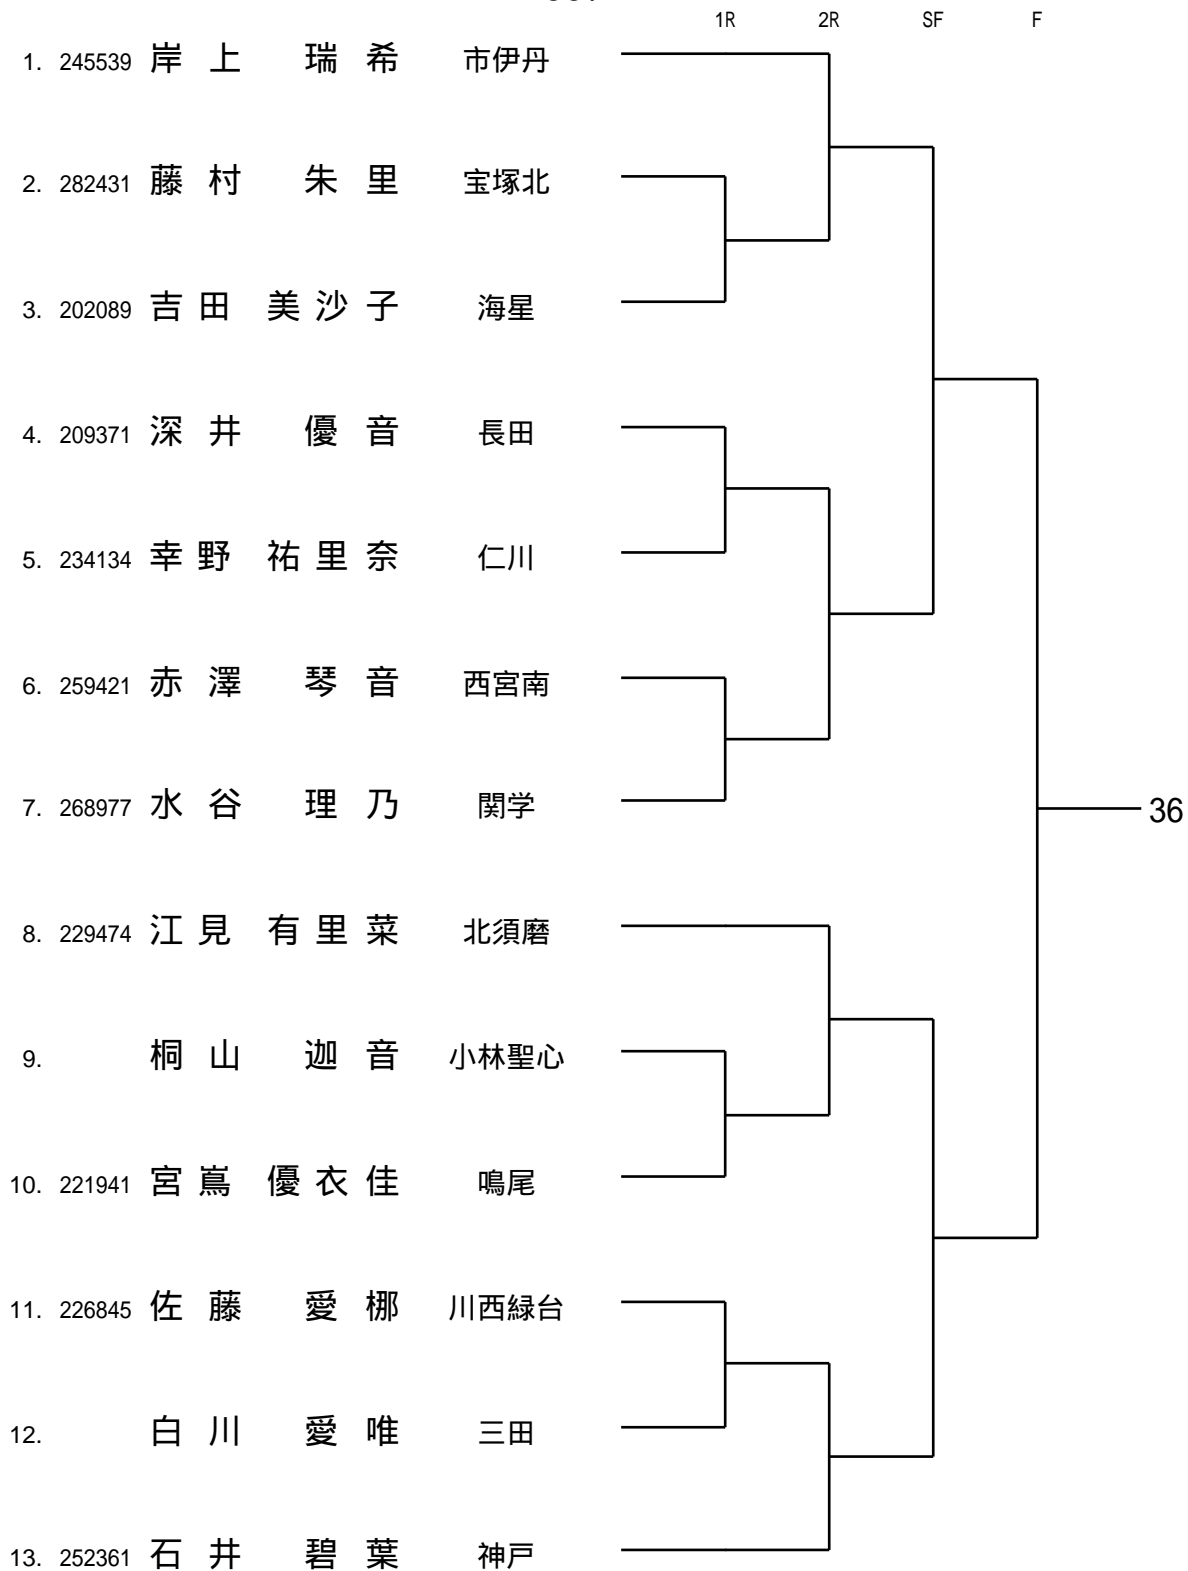 1R 2R SF F
1. 245539 岸上 瑞希 市伊丹
2. 282431 藤村 朱里 宝塚北
3. 202089 吉田 美沙子 海星
4. 209371 深井 優音 長田
5. 234134 幸野 祐里奈 仁川
6. 259421 赤澤 琴音 西宮南
7. 268977 水谷 理乃 関学
36
8. 229474 江見 有里菜 北須磨
9. 桐山 迦音 小林聖心
10. 221941 宮嶌 優衣佳 鳴尾
11. 226845 佐藤 愛梛 川西緑台
12. 白川 愛唯 三田
13. 252361 石井 碧葉 神戸